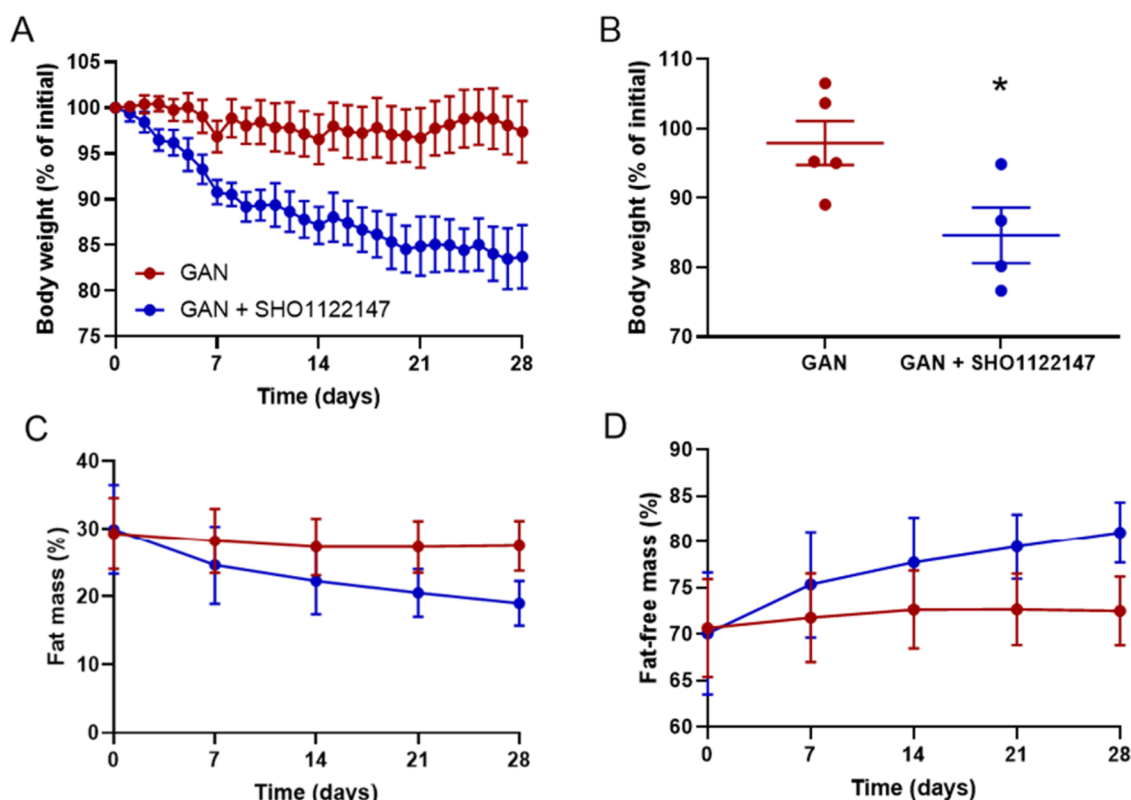 A
Body weight (% of initial)
105
100
95
90
85
80
75
GAN
GAN + SHO1122147
0
7
14
21
28
Time (days)
B
Body weight (% of initial)
110
100
90
80
70
*
GAN
GAN + SHO1122147
C
Fat mass (%)
40
30
20
10
0
0
7
14
21
28
Time (days)
D
Fat-free mass (%)
90
85
80
75
70
65
60
0
7
14
21
28
Time (days)